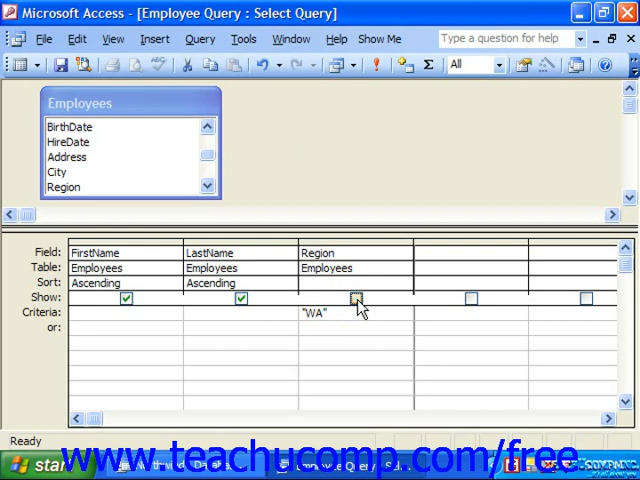 Microsoft Access - [Employee Query : Select Query]
File Edit View Insert Query Tools Window Help Show Me Type a question for help
All
Employees
BirthDate
HireDate
Address
City
Region
Field: FirstName LastName Region
Table: Employees Employees Employees
Sort: Ascending Ascending
Show:
Criteria: "WA"
or:
Ready
start
www.teachucomp.com/free